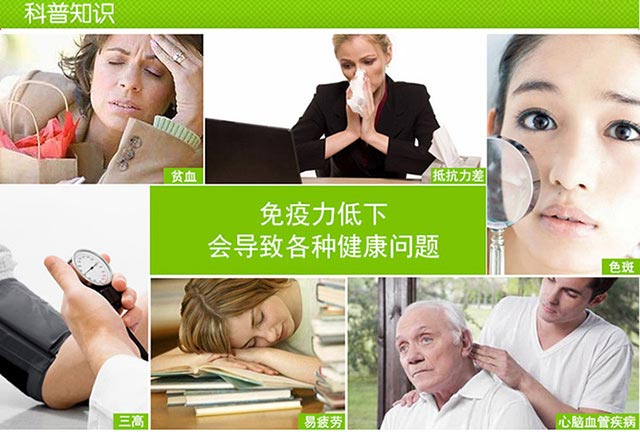 科普知识
贫血
抵抗力差
免疫力低下
会导致各种健康问题
色斑
三高
易疲劳
心脑血管疾病